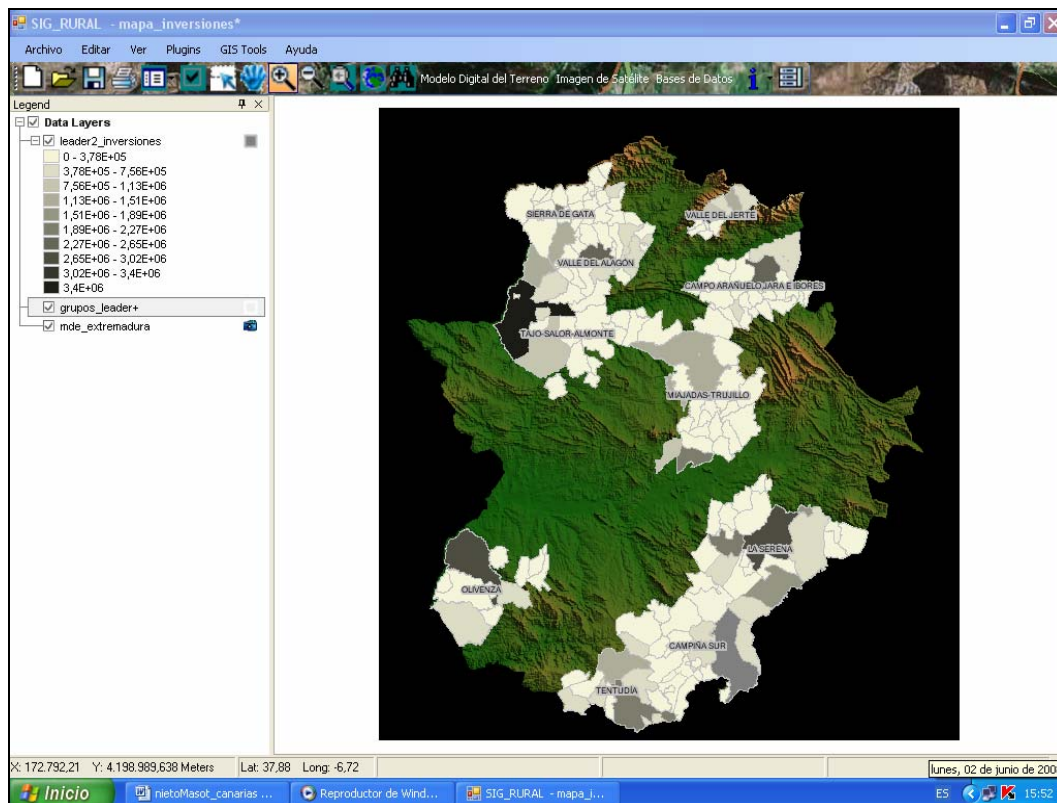 SIG_RURAL - mapa_inversiones*
Archivo Editar Ver Plugins GIS Tools Ayuda
Modelo Digital del Terreno Imagen de Satélite Bases de Datos
Legend
Data Layers
leader2_inversiones
0 - 3,78E+05
3,78E+05 - 7,56E+05
7,56E+05 - 1,13E+06
1,13E+06 - 1,51E+06
1,51E+06 - 1,89E+06
1,89E+06 - 2,27E+06
2,27E+06 - 2,65E+06
2,65E+06 - 3,02E+06
3,02E+06 - 3,4E+06
3,4E+06
grupos_leader+
mde_extremadura
SIERRA DE GATA
VALLE DEL JERTE
VALLE DEL ALAGÓN
CAMPO ARAÑUELO JARA E IBORES
TAJO-SALOR-ALMONTE
MIAJADAS-TRUJILLO
LA SERENA
OLIVENZA
CAMPIÑA SUR
TENTUDÍA
X: 172.792,21 Y: 4.198.989,638 Meters Lat: 37,88 Long: -6,72
lunes, 02 de junio de 200
Inicio nietoMasot_canarias ... Reproductor de Wind... SIG_RURAL - mapa_i... ES 15:52